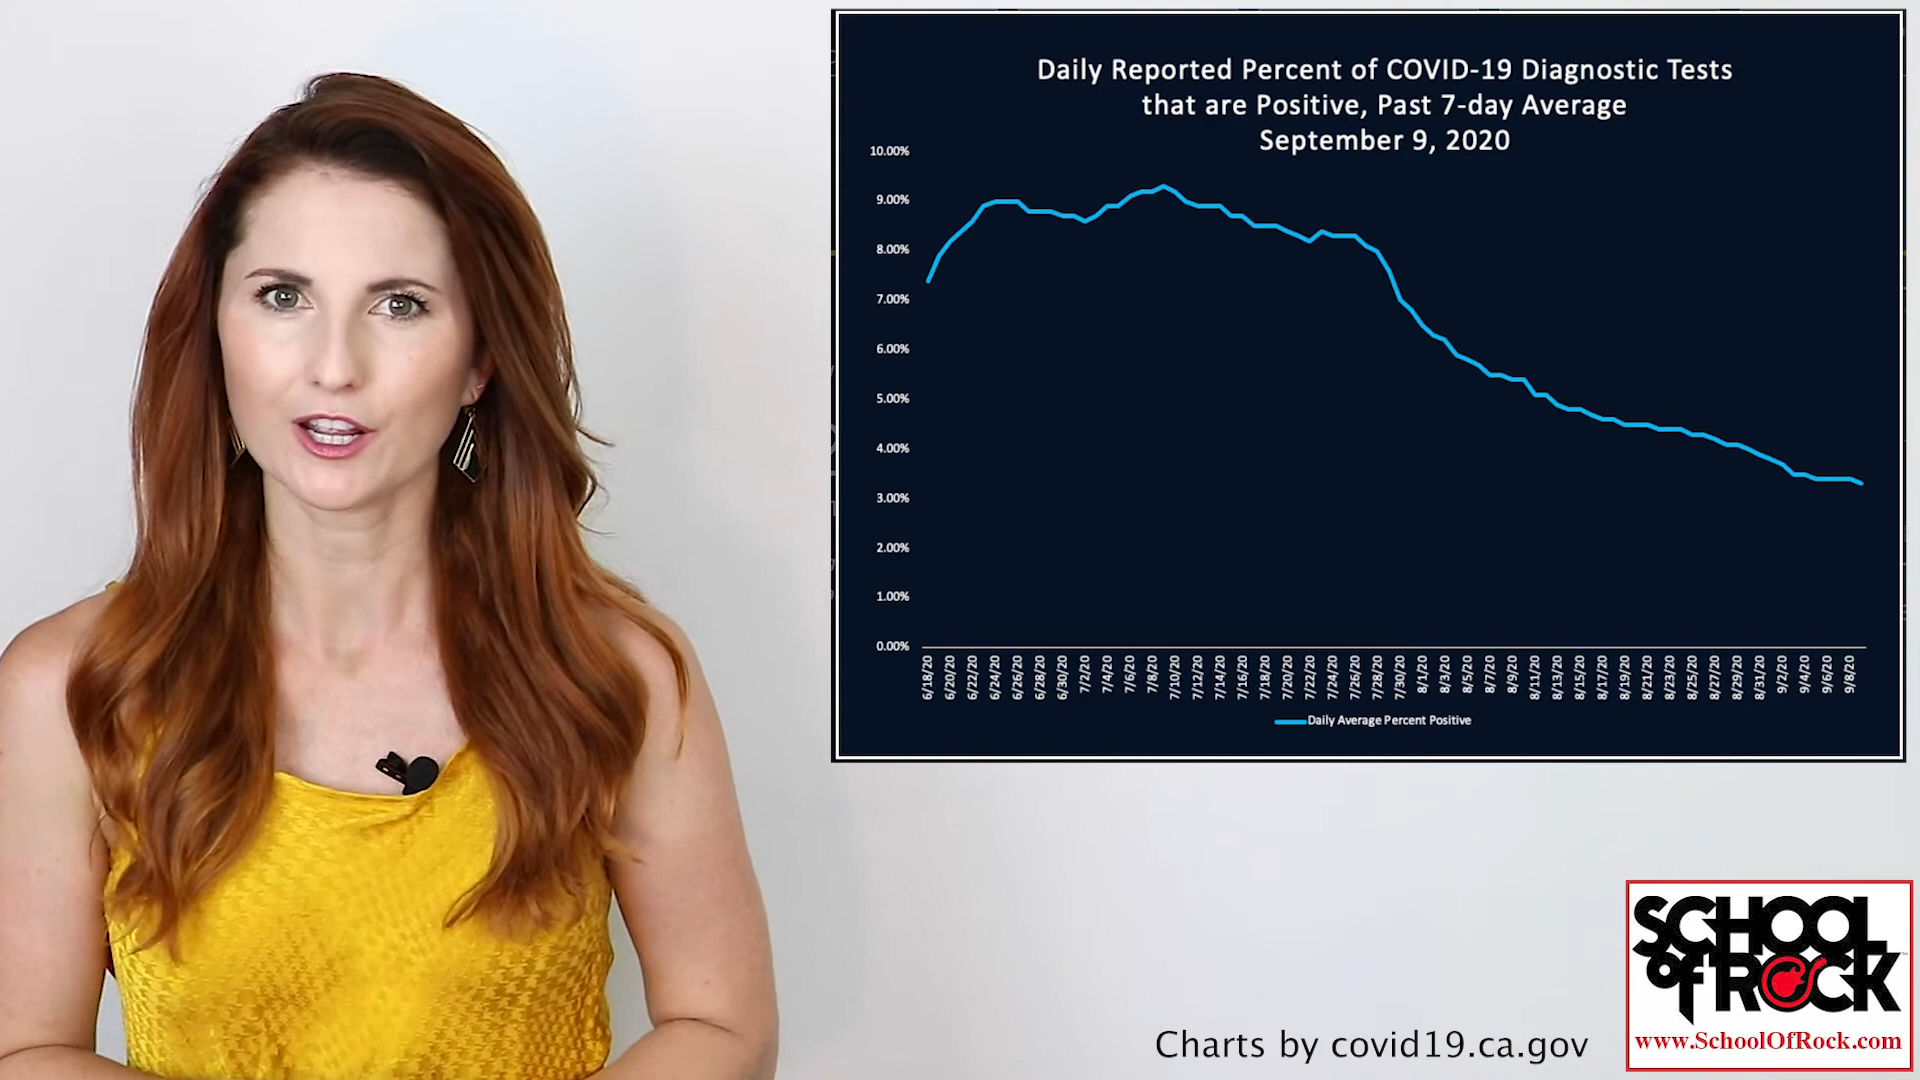 Daily Reported Percent of COVID-19 Diagnostic Tests
that are Positive, Past 7-day Average
September 9, 2020
10.00%
9.00%
8.00%
7.00%
6.00%
5.00%
4.00%
3.00%
2.00%
1.00%
0.00%
6/18/20 6/20/20 6/22/20 6/24/20 6/26/20 6/28/20 6/30/20 7/2/20 7/4/20 7/6/20 7/8/20 7/10/20 7/12/20 7/14/20 7/16/20 7/18/20 7/20/20 7/22/20 7/24/20 7/26/20 7/28/20 7/30/20 8/1/20 8/3/20 8/5/20 8/7/20 8/9/20 8/11/20 8/13/20 8/15/20 8/17/20 8/19/20 8/21/20 8/23/20 8/25/20 8/27/20 8/29/20 8/31/20 9/2/20 9/4/20 9/6/20 9/8/20
Daily Average Percent Positive
SCHOOL
of ROCK
www.SchoolOfRock.com
Charts by covid19.ca.gov